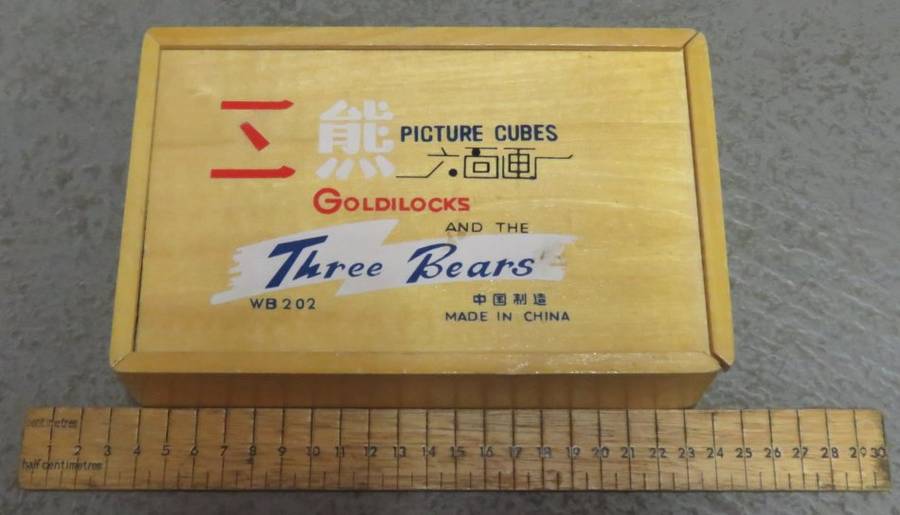 三熊
PICTURE CUBES
六面画
GOLDILOCKS
AND THE
Three Bears
WB 202
中国制造
MADE IN CHINA
centimetres
1 2 3 4 5 6 7 8 9 10 11 12 13 14 15 16 17 18 19 20 21 22 23 24 25 26 27 28 29 30
half centimetres